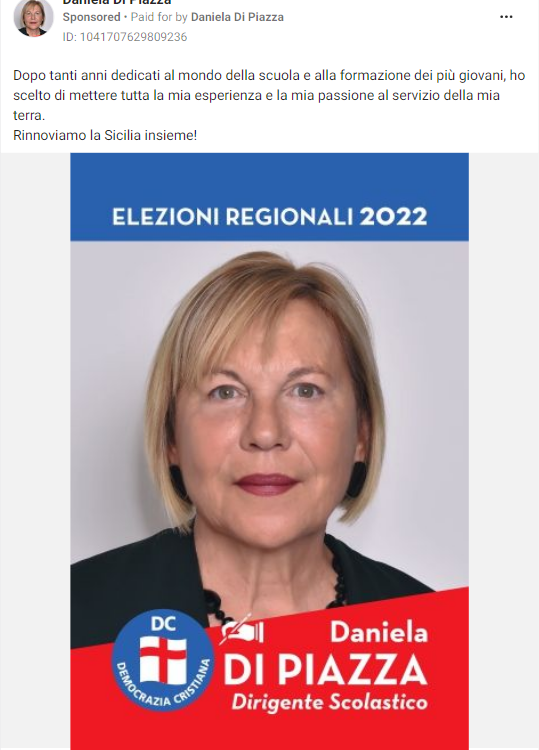 Daniela Di Piazza
Sponsored • Paid for by Daniela Di Piazza
ID: 1041707629809236
Dopo tanti anni dedicati al mondo della scuola e alla formazione dei più giovani, ho
scelto di mettere tutta la mia esperienza e la mia passione al servizio della mia
terra.
Rinnoviamo la Sicilia insieme!
ELEZIONI REGIONALI 2022
DC
DEMOCRAZIA CRISTIANA
Daniela
DI PIAZZA
Dirigente Scolastico